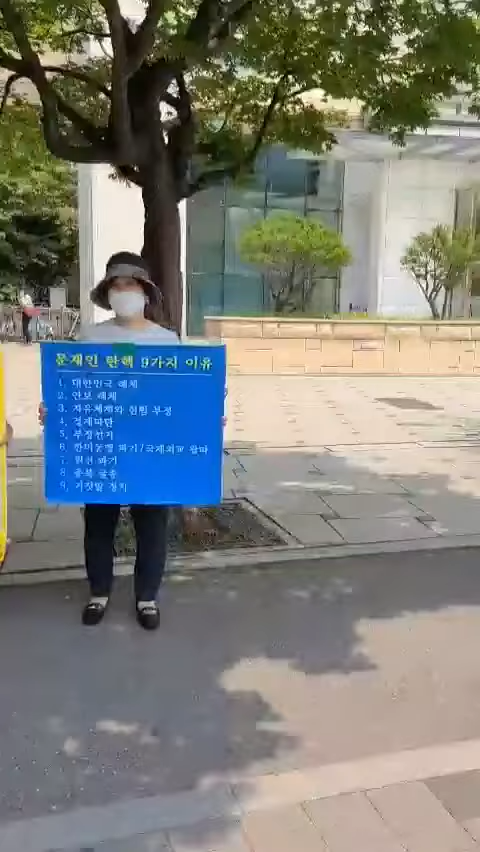 문재인 탄핵 9가지 이유
1. 대한민국 해체
2. 안보 해체
3. 자유체제와 헌법 부정
4. 경제파탄
5. 부정선거
6. 한미동맹 파기/국제외교 왕따
7. 원전 파기
8. 종북 굴종
9. 거짓말 정치